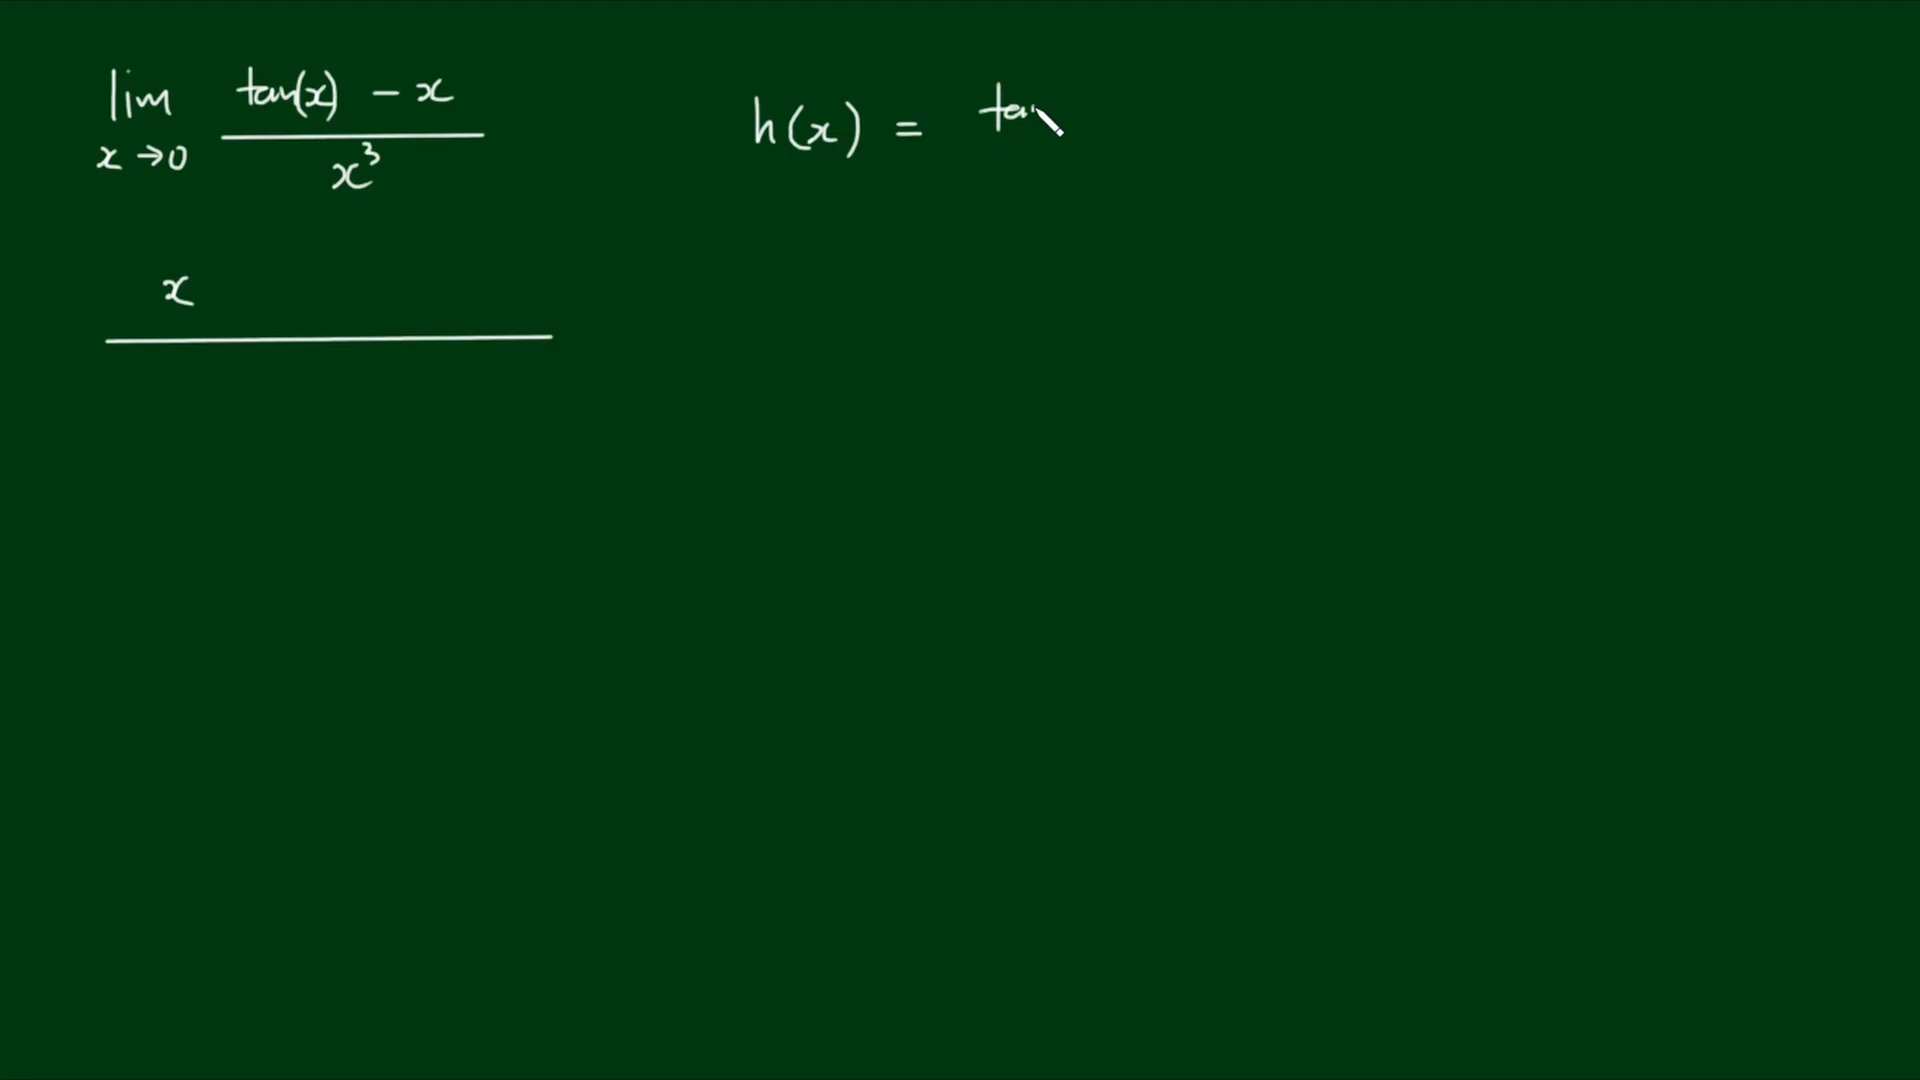 lim x→0 (tan(x) - x) / x³
h(x) = ta
x